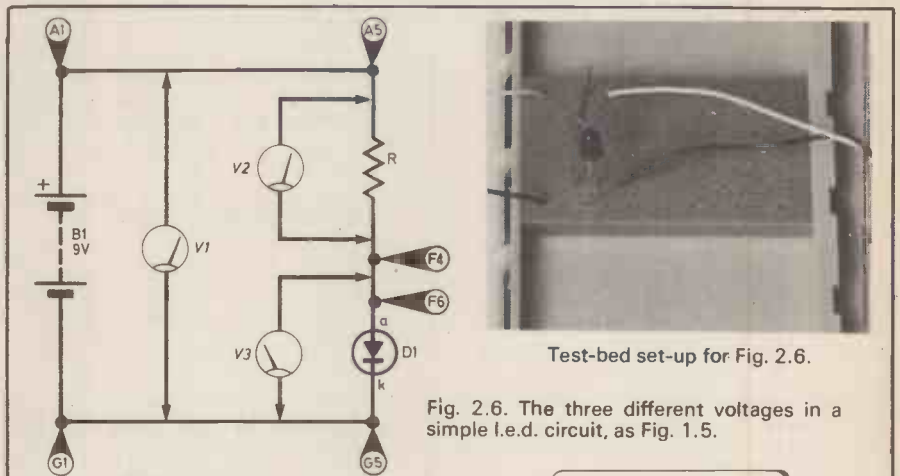 A1
A5
V2
R
+
B1
9V
V1
F4
F6
a
V3
D1
k
G1
G5
Test-bed set-up for Fig. 2.6.
Fig. 2.6. The three different voltages in a
simple l.e.d. circuit, as Fig. 1.5.